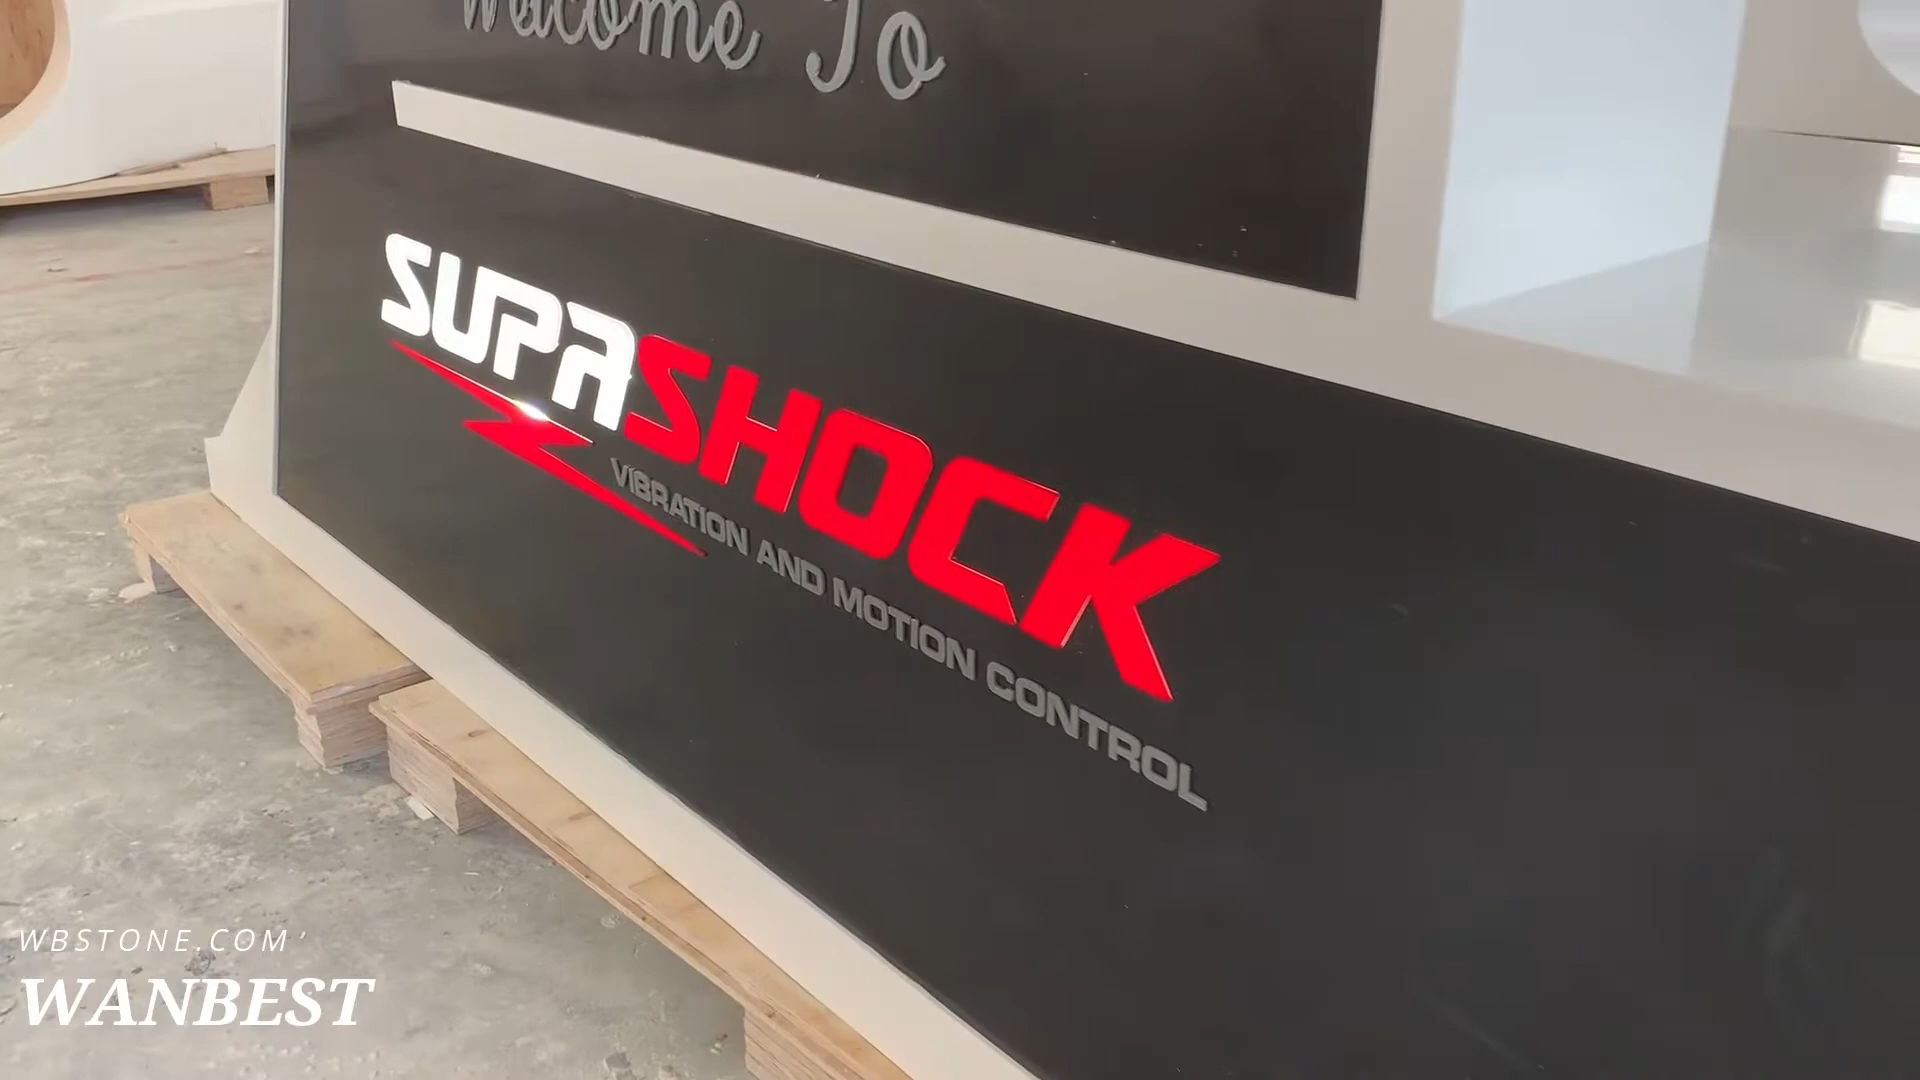 Welcome To
SUPASHOCK
VIBRATION AND MOTION CONTROL
WBSTONE.COM’
WANBEST